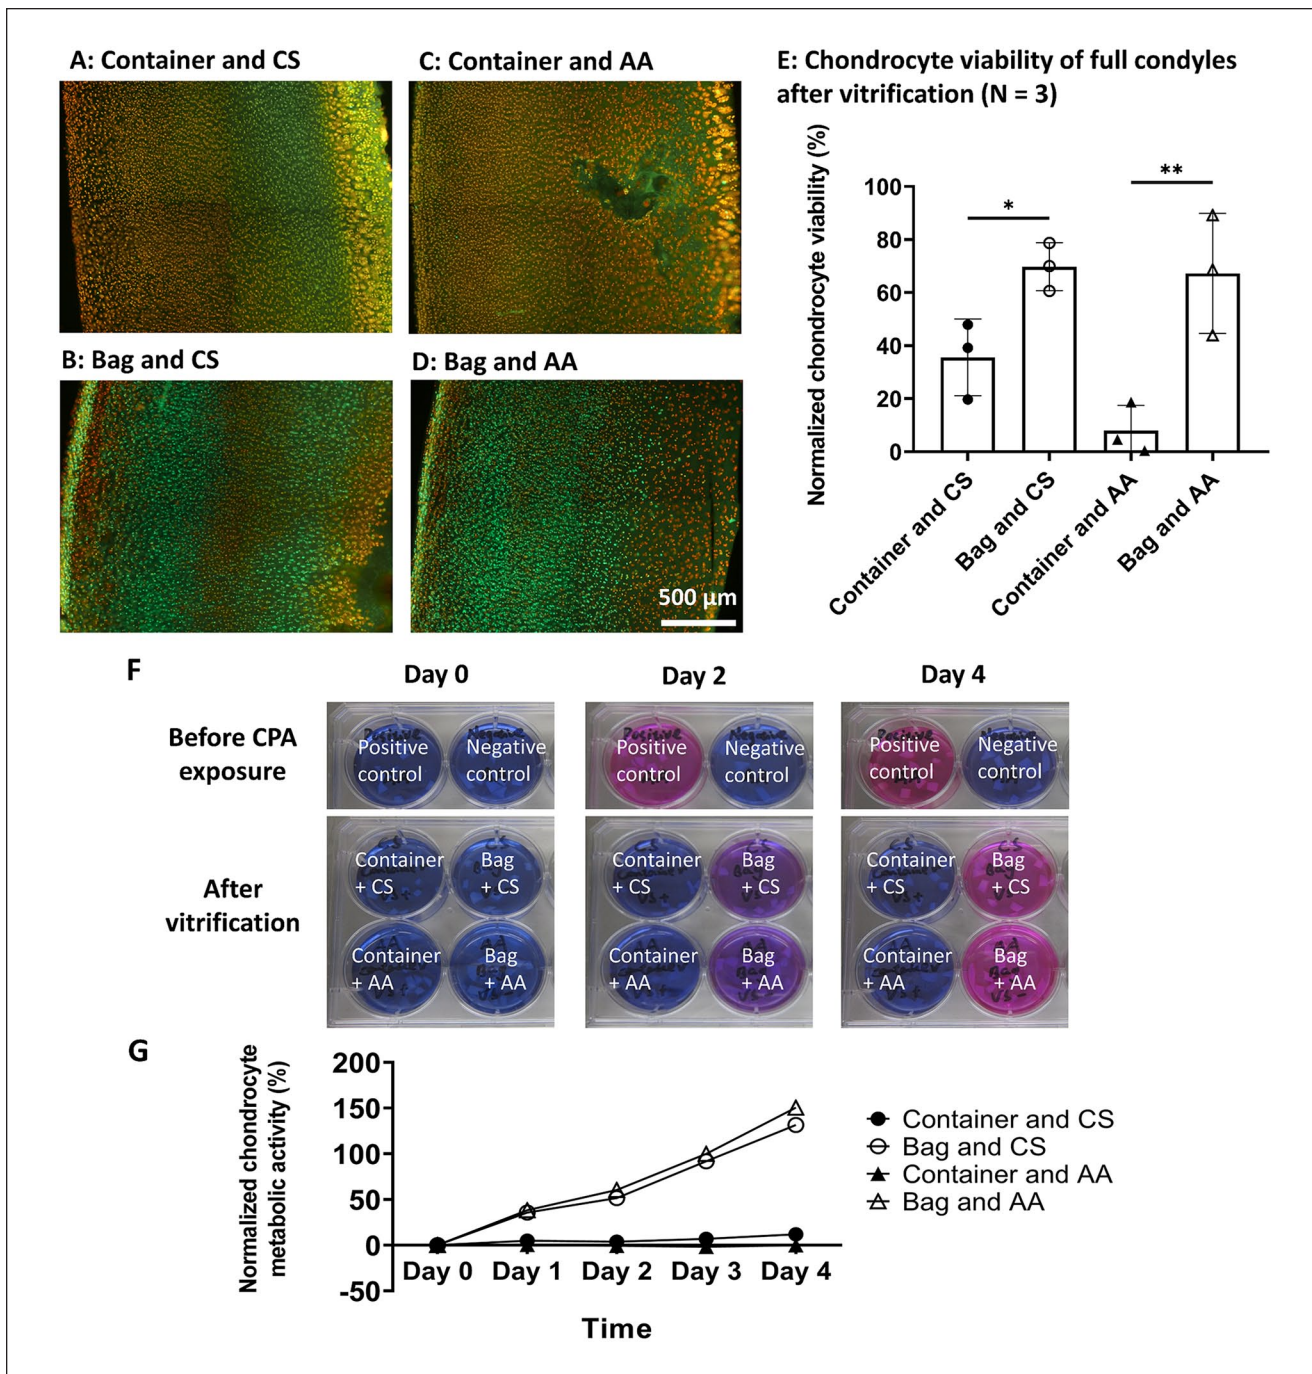 A: Container and CS
C: Container and AA
E: Chondrocyte viability of full condyles
after vitrification (N = 3)
B: Bag and CS
D: Bag and AA
500 µm
Normalized chondrocyte viability (%)
100
80
60
40
20
0
*
**
Container and CS
Bag and CS
Container and AA
Bag and AA
F
Day 0
Day 2
Day 4
Before CPA
exposure
Positive
control
Negative
control
Positive
control
Negative
control
Positive
control
Negative
control
After
vitrification
Container
+ CS
Bag
+ CS
Container
+ CS
Bag
+ CS
Container
+ CS
Bag
+ CS
Container
+ AA
Bag
+ AA
Container
+ AA
Bag
+ AA
Container
+ AA
Bag
+ AA
G
Normalized chondrocyte
metabolic activity (%)
200
150
100
50
0
-50
Day 0
Day 1
Day 2
Day 3
Day 4
Time
Container and CS
Bag and CS
Container and AA
Bag and AA